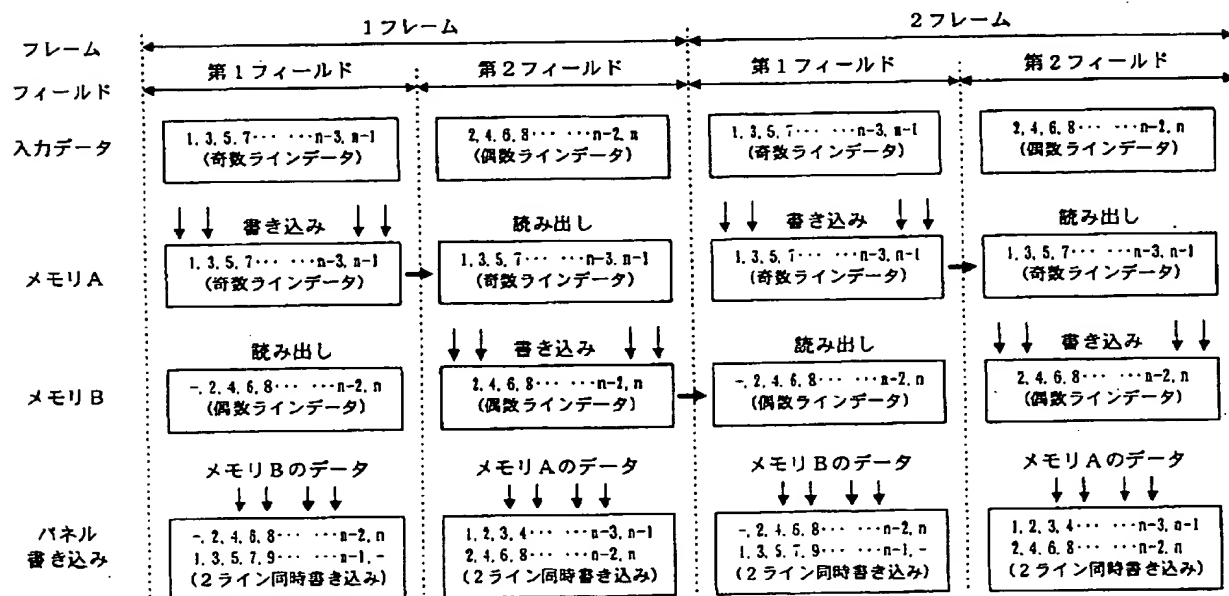 1フレーム 2フレーム
フレーム
第1フィールド 第2フィールド 第1フィールド 第2フィールド
フィールド
入力データ
1, 3, 5, 7‥‥ ‥‥n-3, n-1
(奇数ラインデータ)
2, 4, 6, 8‥‥ ‥‥n-2, n
(偶数ラインデータ)
1, 3, 5, 7‥‥ ‥‥n-3, n-1
(奇数ラインデータ)
2, 4, 6, 8‥‥ ‥‥n-2, n
(偶数ラインデータ)
書き込み 読み出し 書き込み 読み出し
メモリA
1, 3, 5, 7‥‥ ‥‥n-3, n-1
(奇数ラインデータ)
1, 3, 5, 7‥‥ ‥‥n-3, n-1
(奇数ラインデータ)
1, 3, 5, 7‥‥ ‥‥n-3, n-1
(奇数ラインデータ)
1, 3, 5, 7‥‥ ‥‥n-3, n-1
(奇数ラインデータ)
読み出し 書き込み 読み出し 書き込み
メモリB
-, 2, 4, 6, 8‥‥ ‥‥n-2, n
(偶数ラインデータ)
2, 4, 6, 8‥‥ ‥‥n-2, n
(偶数ラインデータ)
-, 2, 4, 6, 8‥‥ ‥‥n-2, n
(偶数ラインデータ)
2, 4, 6, 8‥‥ ‥‥n-2, n
(偶数ラインデータ)
メモリBのデータ メモリAのデータ メモリBのデータ メモリAのデータ
パネル
書き込み
-, 2, 4, 6, 8‥‥ ‥‥n-2, n
1, 3, 5, 7, 9‥‥ ‥‥n-1, -
(2ライン同時書き込み)
1, 2, 3, 4‥‥ ‥‥n-3, n-1
2, 4, 6, 8‥‥ ‥‥n-2, n
(2ライン同時書き込み)
-, 2, 4, 6, 8‥‥ ‥‥n-2, n
1, 3, 5, 7, 9‥‥ ‥‥n-1, -
(2ライン同時書き込み)
1, 2, 3, 4‥‥ ‥‥n-3, n-1
2, 4, 6, 8‥‥ ‥‥n-2, n
(2ライン同時書き込み)